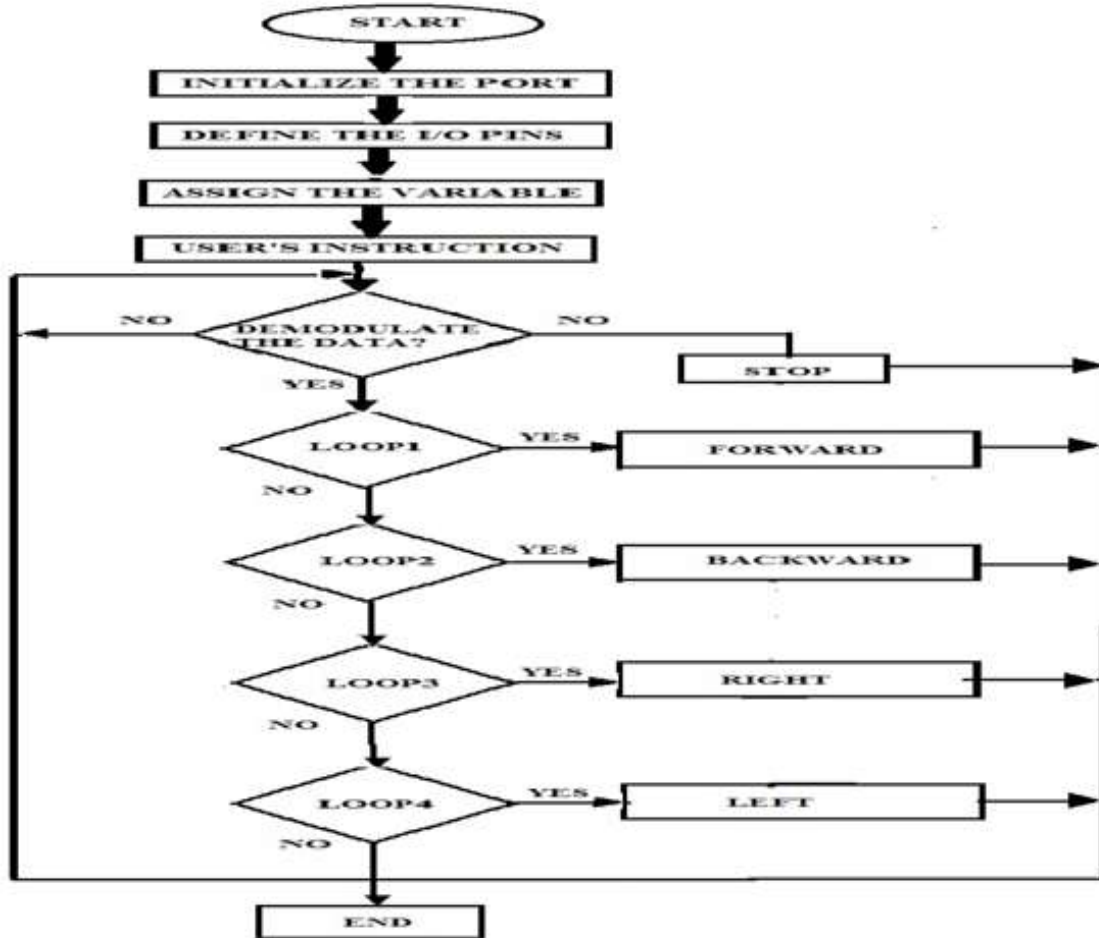 START
INITIALIZE THE PORT
DEFINE THE I/O PINS
ASSIGN THE VARIABLE
USER'S INSTRUCTION
NO
DEMODULATE
THE DATA?
NO
STOP
YES
LOOP1
YES
FORWARD
NO
LOOP2
YES
BACKWARD
NO
LOOP3
YES
RIGHT
NO
LOOP4
YES
LEFT
NO
END